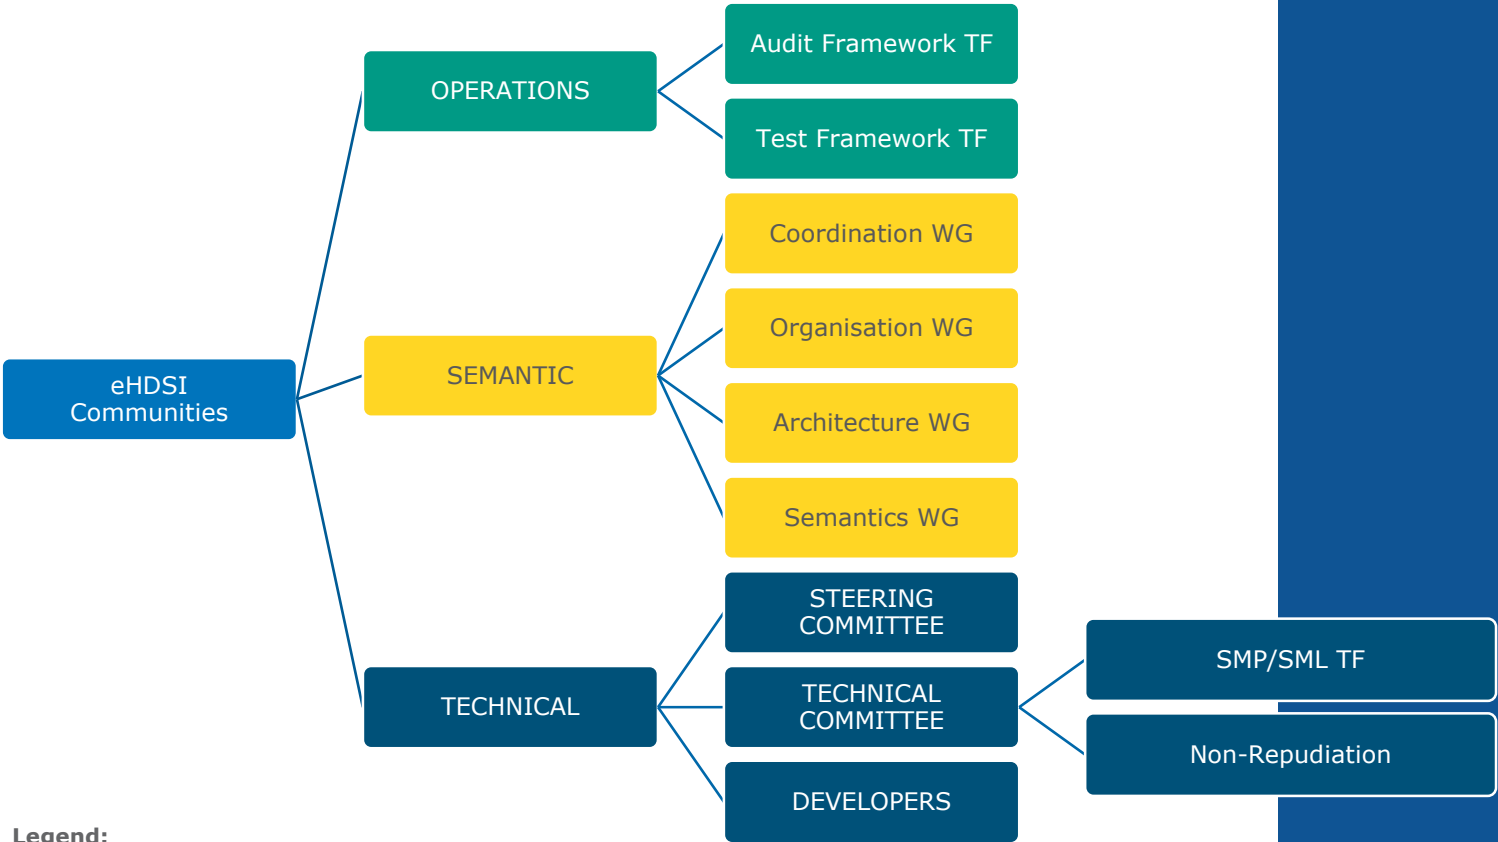 Audit Framework TF
OPERATIONS
Test Framework TF
Coordination WG
Organisation WG
SEMANTIC
eHDSI
Communities
Architecture WG
Semantics WG
STEERING
COMMITTEE
SMP/SML TF
TECHNICAL
TECHNICAL
COMMITTEE
Non-Repudiation
DEVELOPERS
Legend: